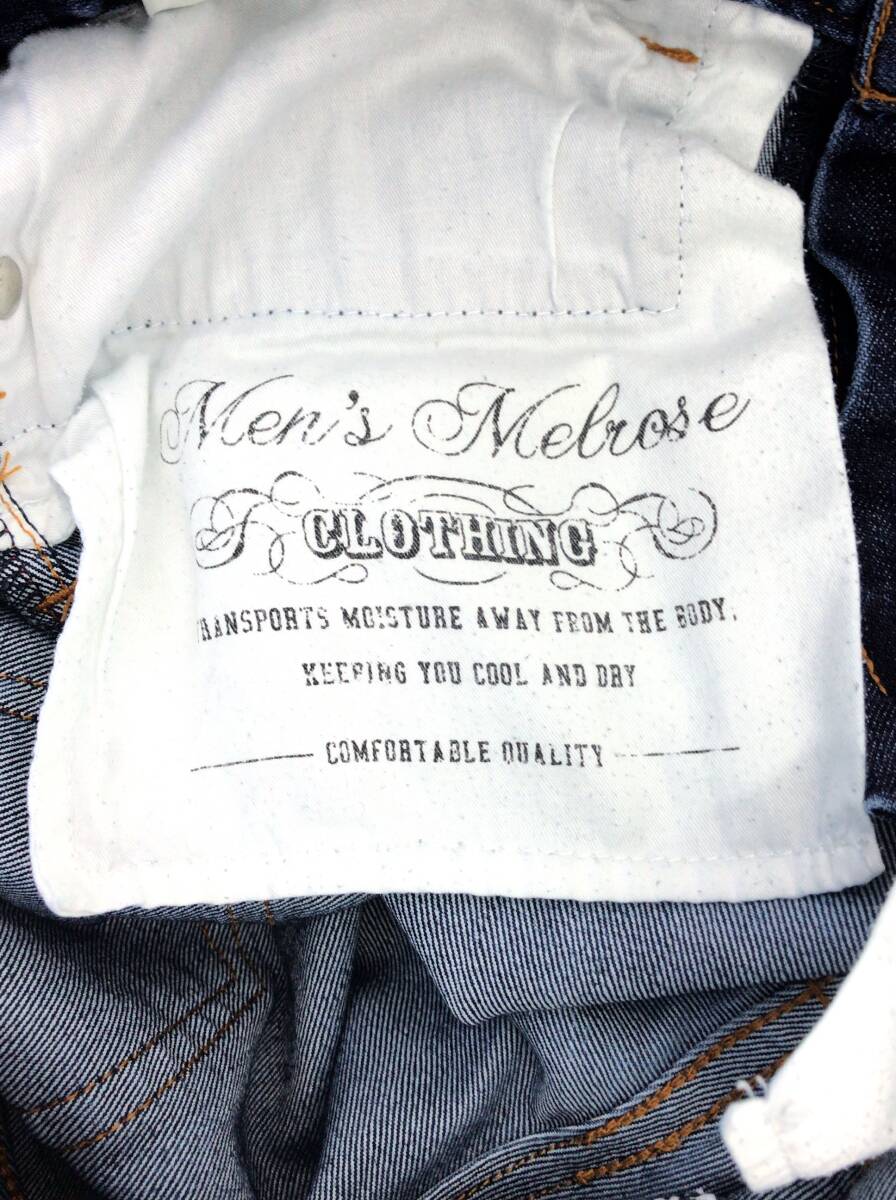 Men's Melrose
CLOTHING
TRANSPORTS MOISTURE AWAY FROM THE BODY,
KEEPING YOU COOL AND DRY
COMFORTABLE QUALITY